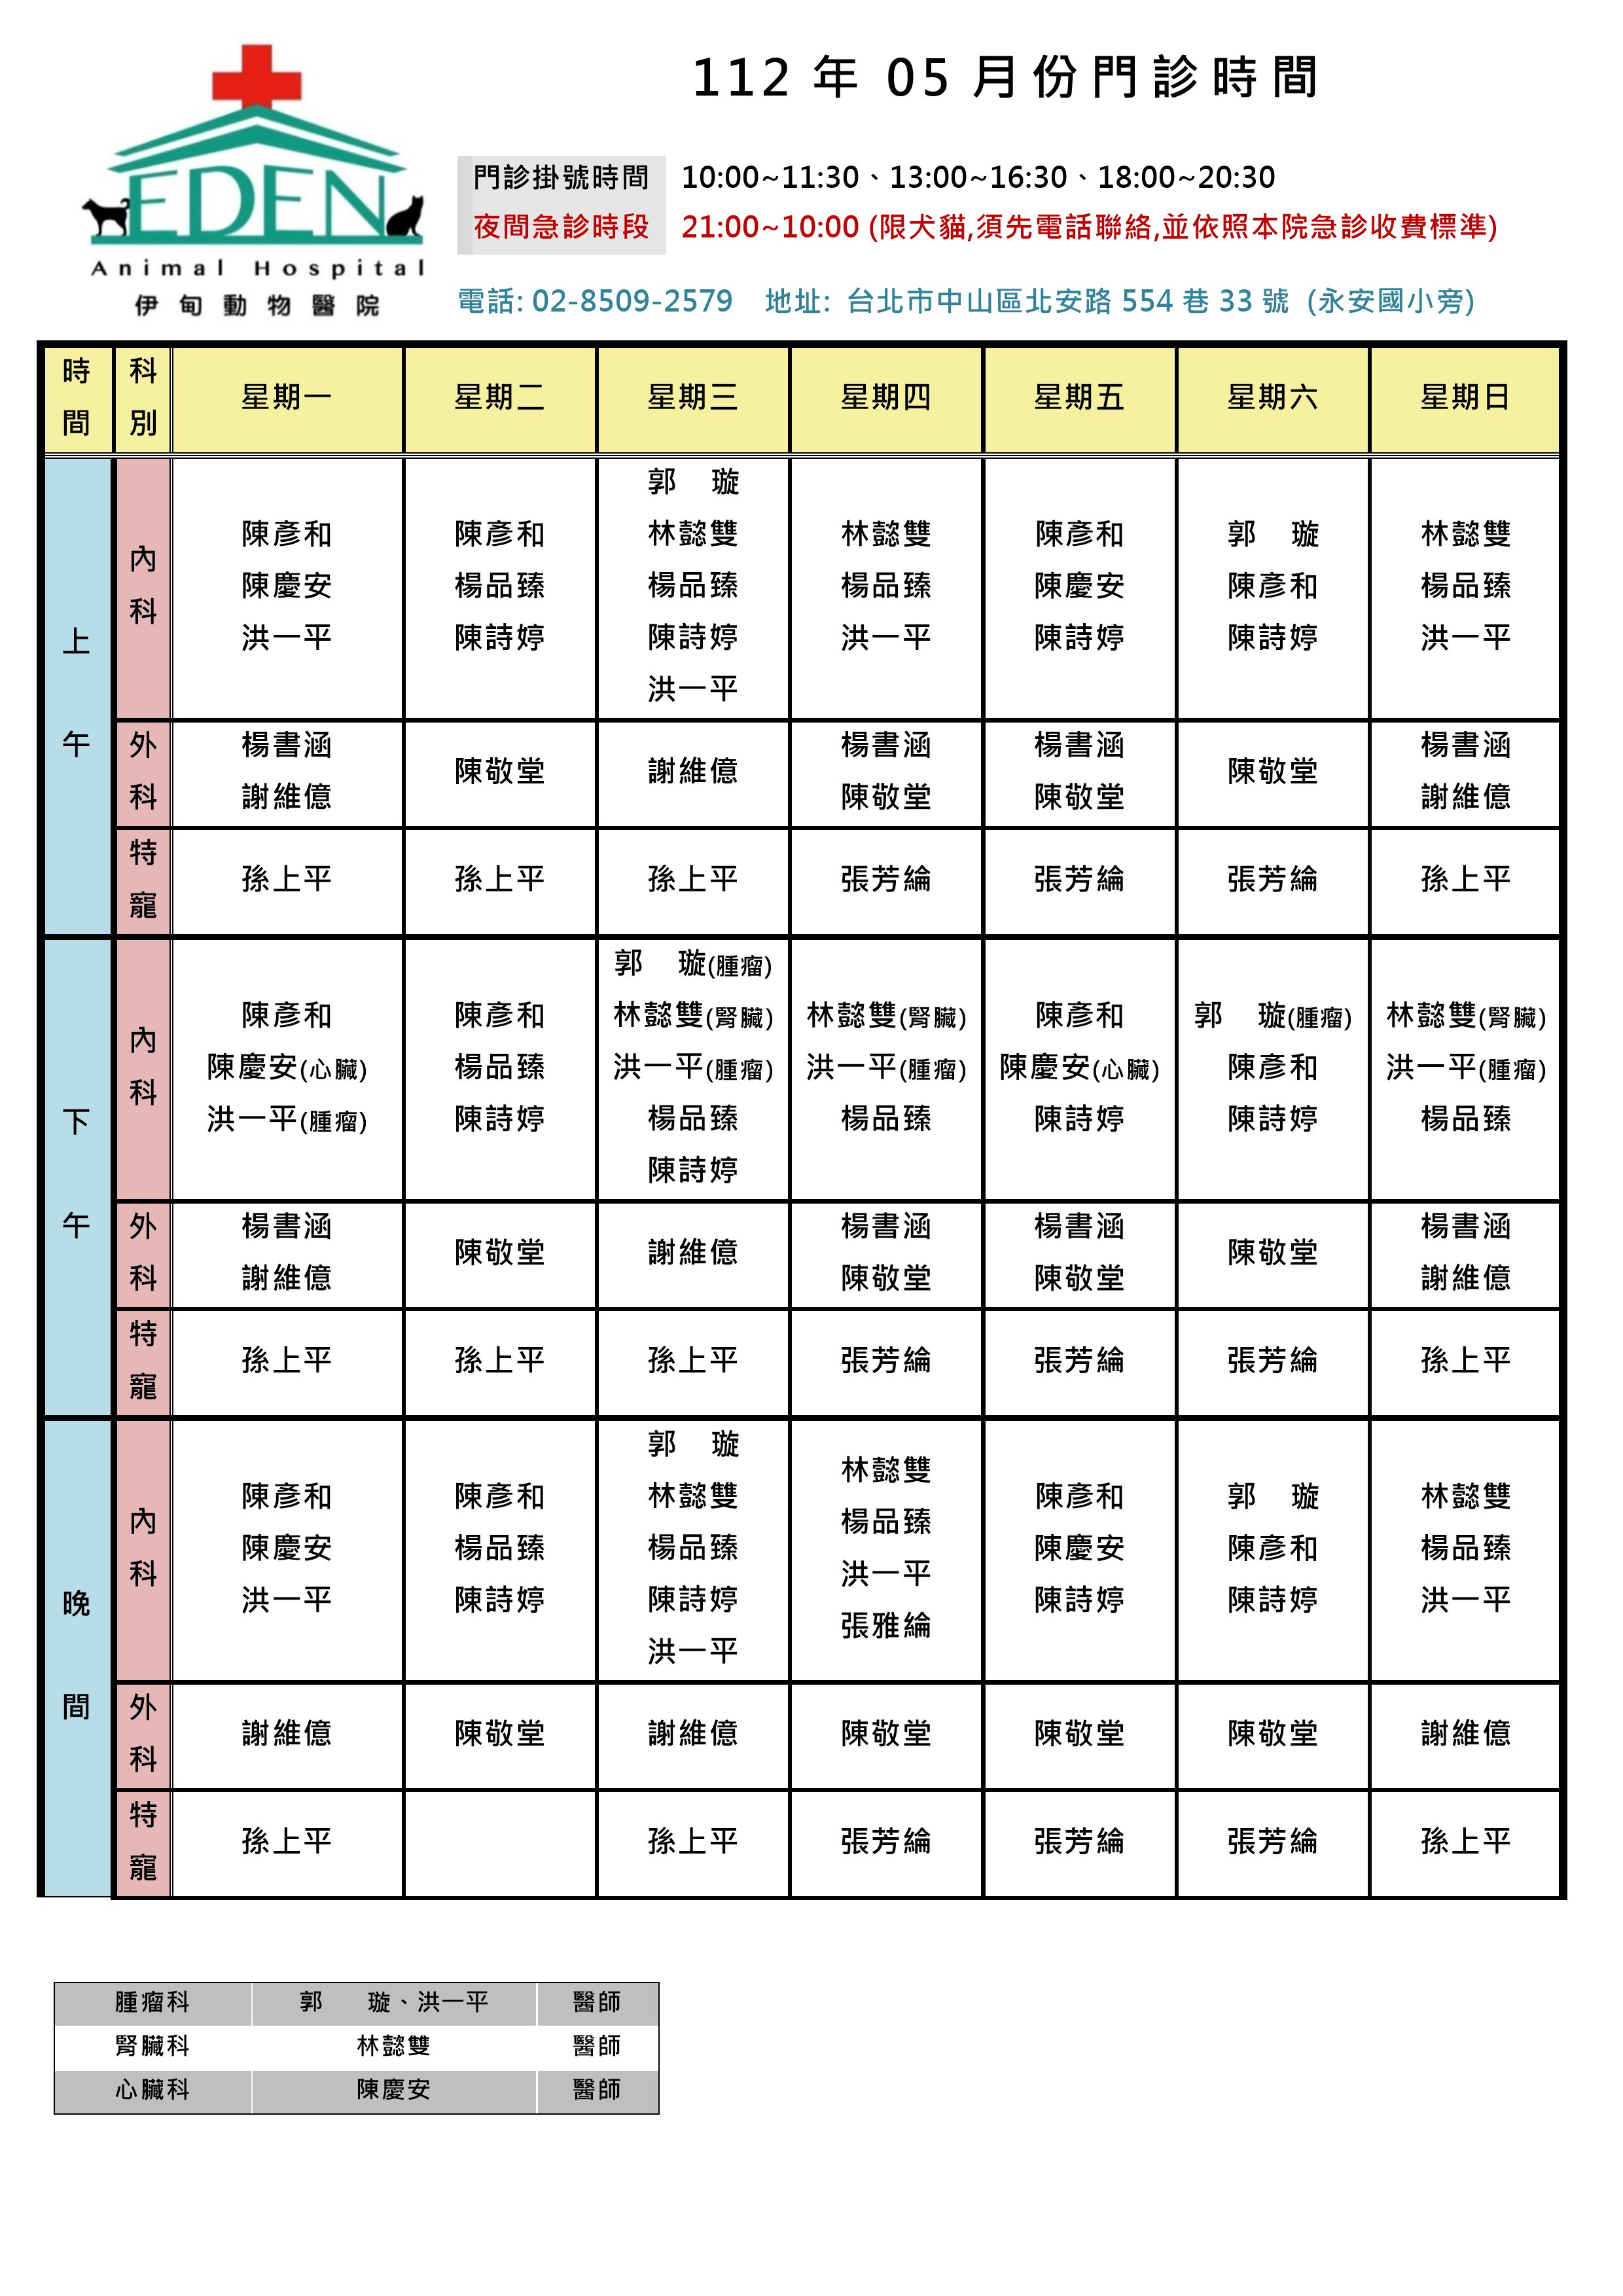 112 年 05 月份門診時間
EDEN
Animal Hospital
伊甸動物醫院
門診掛號時間 10:00~11:30、13:00~16:30、18:00~20:30
夜間急診時段 21:00~10:00 (限犬貓,須先電話聯絡,並依照本院急診收費標準)
電話: 02-8509-2579 地址: 台北市中山區北安路 554 巷 33 號 (永安國小旁)
時間 科別 星期一 星期二 星期三 星期四 星期五 星期六 星期日
上午
內科
陳彥和
陳慶安
洪一平
陳彥和
楊品臻
陳詩婷
郭 璇
林懿雙
楊品臻
陳詩婷
洪一平
林懿雙
楊品臻
洪一平
陳彥和
陳慶安
陳詩婷
郭 璇
陳彥和
陳詩婷
林懿雙
楊品臻
洪一平
外科
楊書涵
謝維億
陳敬堂
謝維億
楊書涵
陳敬堂
楊書涵
陳敬堂
陳敬堂
楊書涵
謝維億
特寵
孫上平
孫上平
孫上平
張芳綸
張芳綸
張芳綸
孫上平
下午
內科
陳彥和
陳慶安(心臟)
洪一平(腫瘤)
陳彥和
楊品臻
陳詩婷
郭 璇(腫瘤)
林懿雙(腎臟)
洪一平(腫瘤)
楊品臻
陳詩婷
林懿雙(腎臟)
洪一平(腫瘤)
楊品臻
陳彥和
陳慶安(心臟)
陳詩婷
郭 璇(腫瘤)
陳彥和
陳詩婷
林懿雙(腎臟)
洪一平(腫瘤)
楊品臻
外科
楊書涵
謝維億
陳敬堂
謝維億
楊書涵
陳敬堂
楊書涵
陳敬堂
陳敬堂
楊書涵
謝維億
特寵
孫上平
孫上平
孫上平
張芳綸
張芳綸
張芳綸
孫上平
晚間
內科
陳彥和
陳慶安
洪一平
陳彥和
楊品臻
陳詩婷
郭 璇
林懿雙
楊品臻
陳詩婷
洪一平
林懿雙
楊品臻
洪一平
張雅綸
陳彥和
陳慶安
陳詩婷
郭 璇
陳彥和
陳詩婷
林懿雙
楊品臻
洪一平
外科
謝維億
陳敬堂
謝維億
陳敬堂
陳敬堂
陳敬堂
謝維億
特寵
孫上平
孫上平
張芳綸
張芳綸
張芳綸
孫上平
腫瘤科 郭 璇、洪一平 醫師
腎臟科 林懿雙 醫師
心臟科 陳慶安 醫師